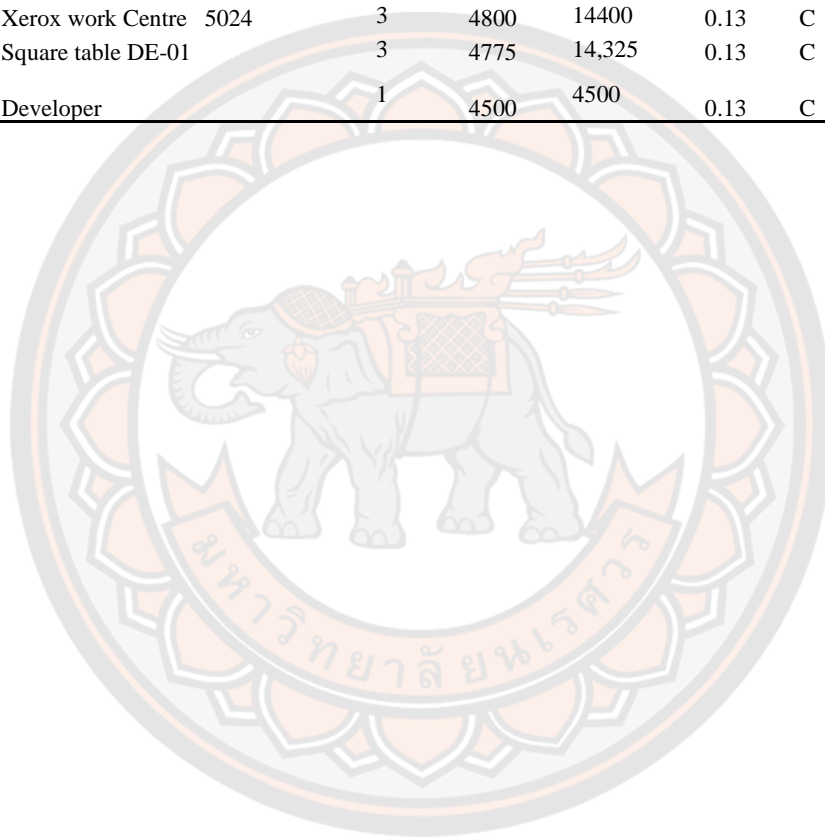 Xerox work Centre 5024 3 4800 14400 0.13 C
Square table DE-01 3 4775 14,325 0.13 C
Developer 1 4500 4500 0.13 C
มหาวิทยาลัยนเรศวร